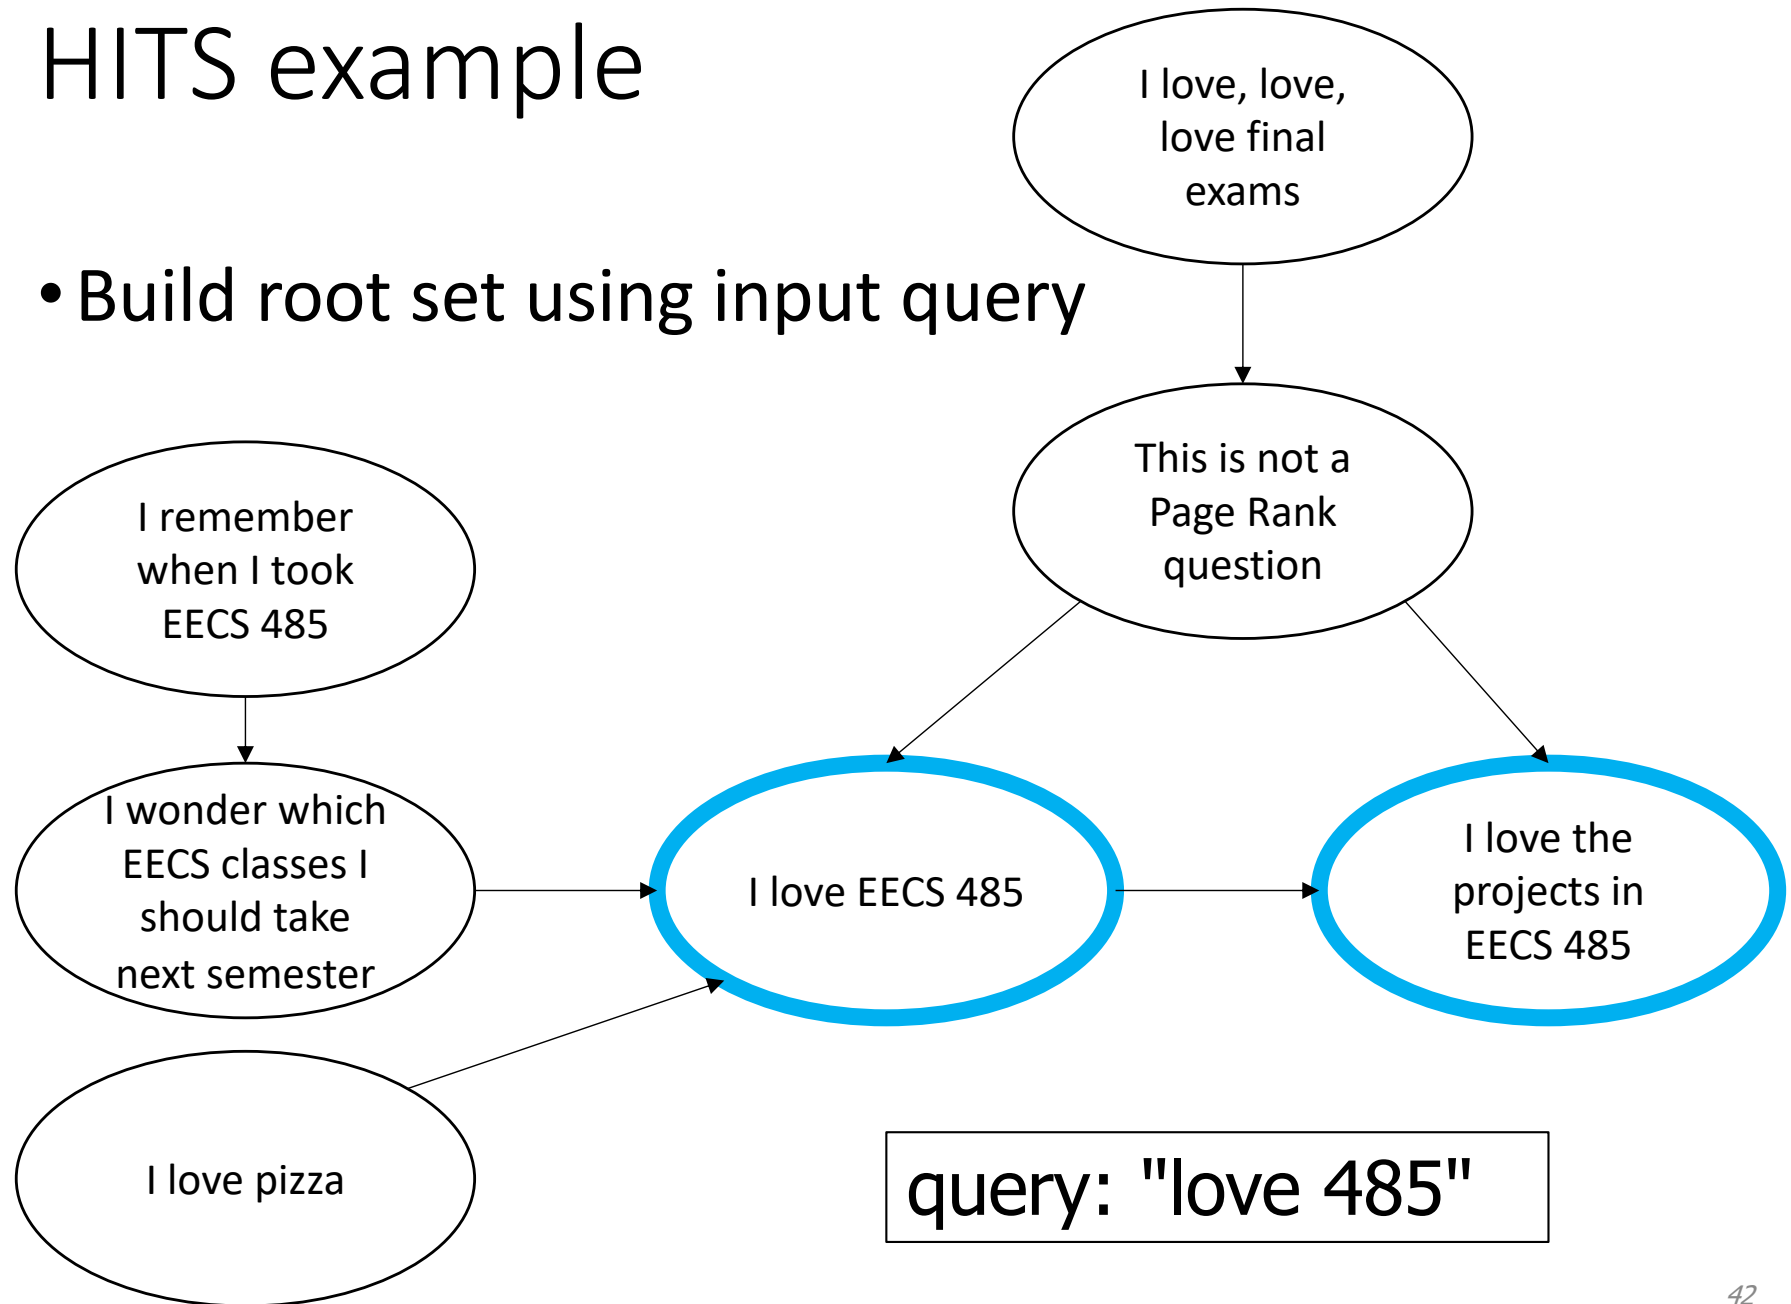 HITS example
• Build root set using input query
I love, love,
love final
exams
This is not a
Page Rank
question
I remember
when I took
EECS 485
I wonder which
EECS classes I
should take
next semester
I love EECS 485
I love the
projects in
EECS 485
I love pizza
query: "love 485"
42